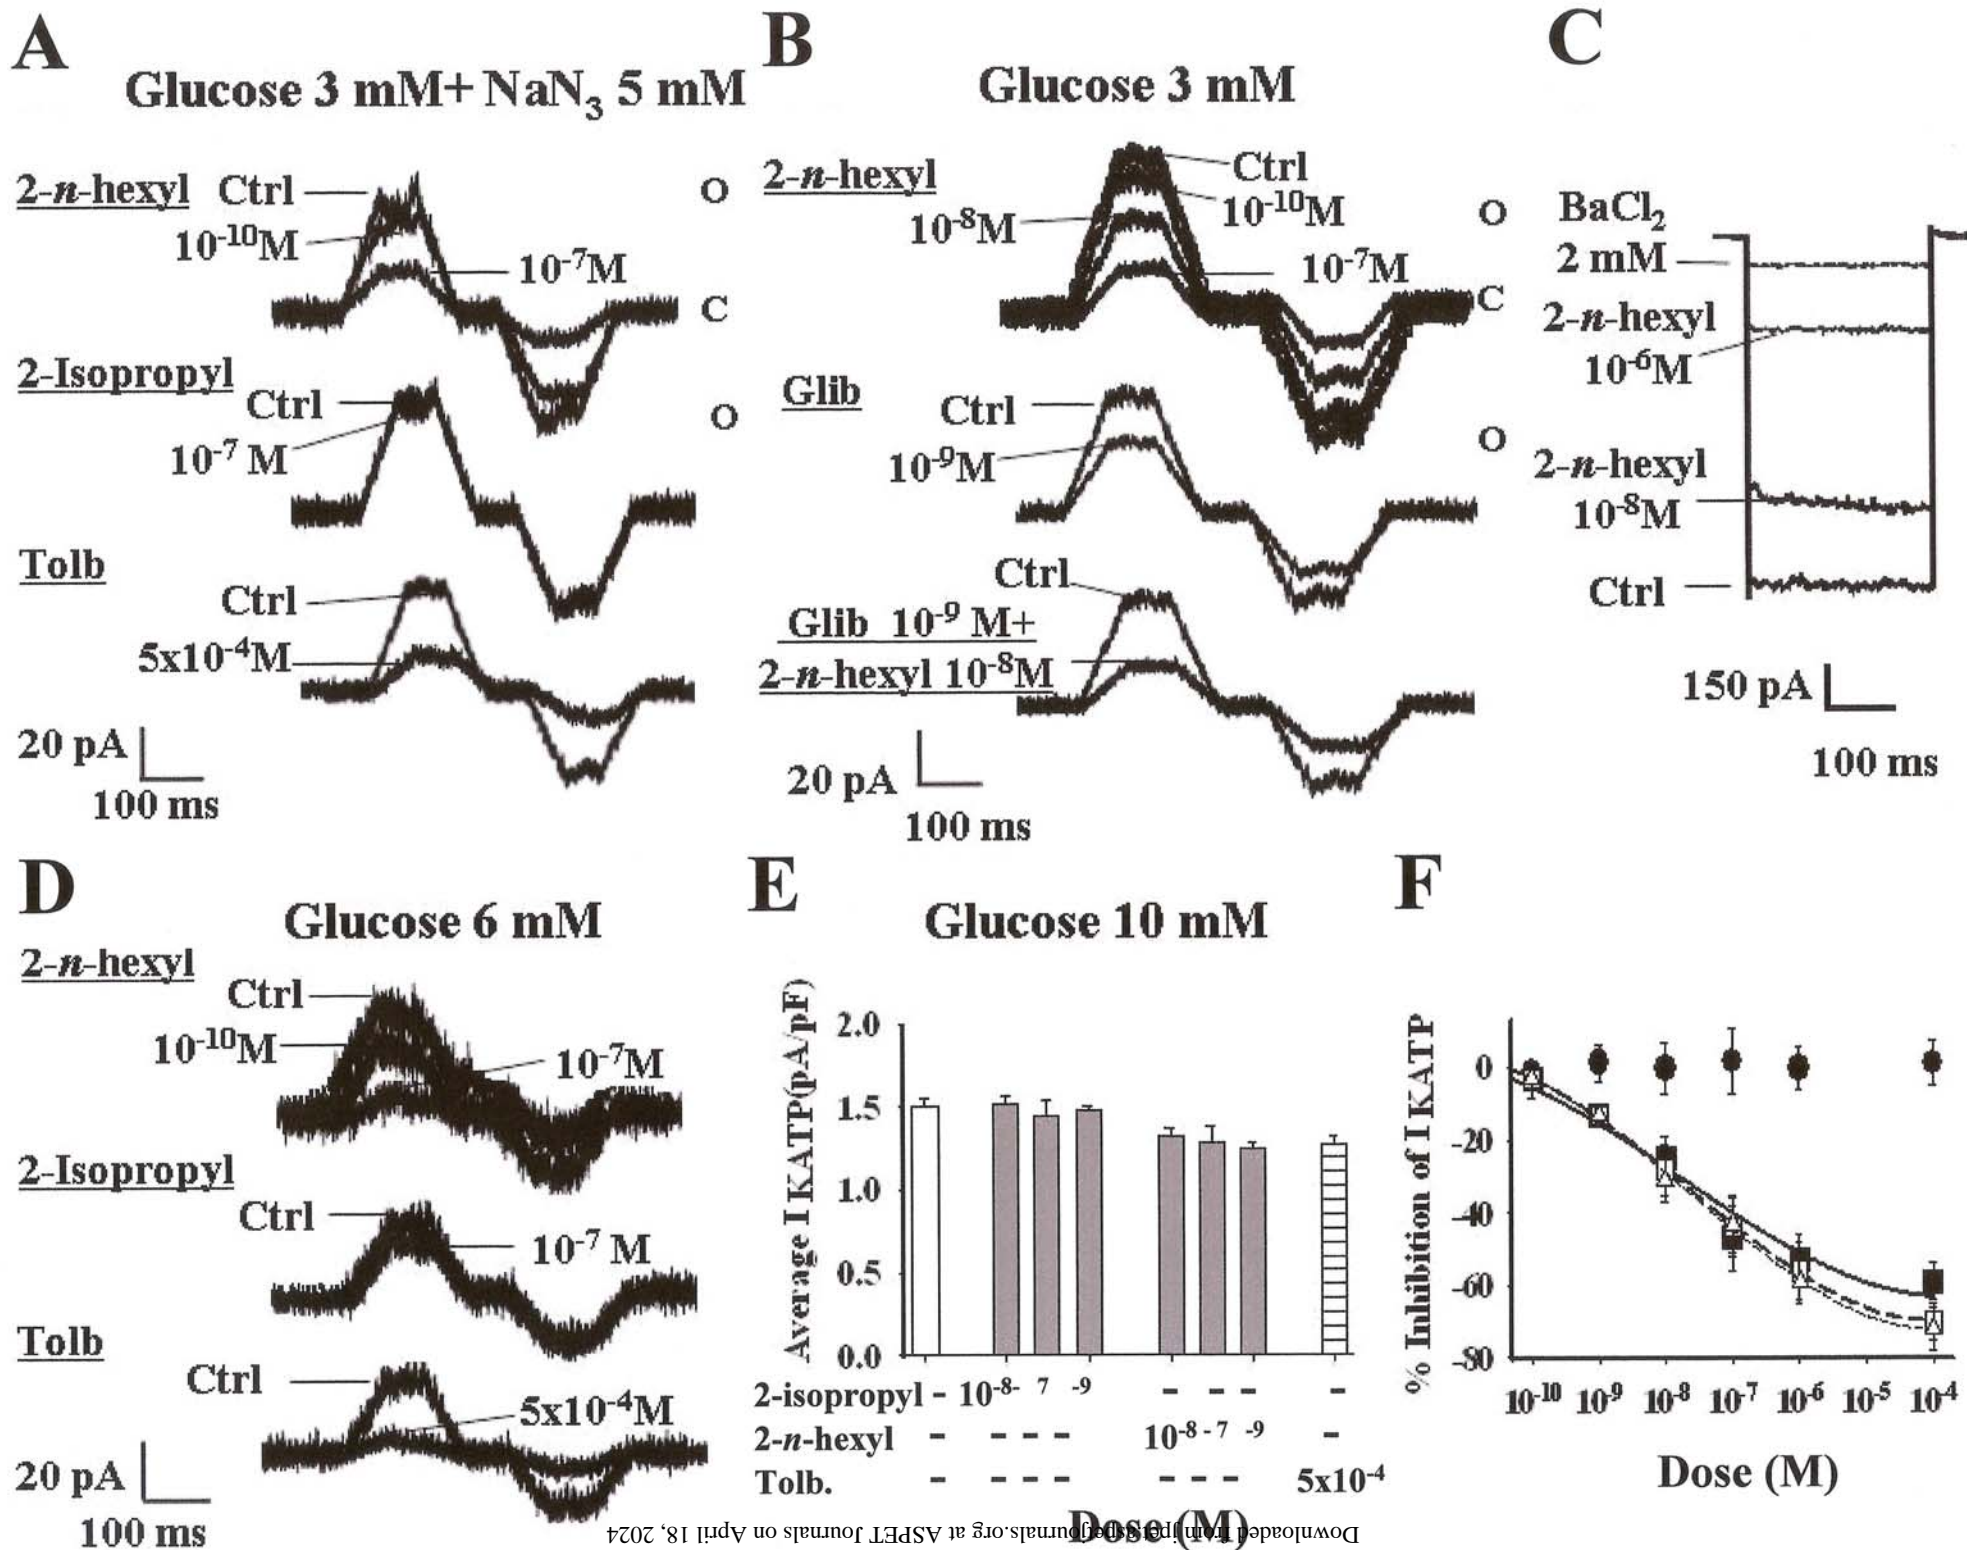 A
Glucose 3 mM+ NaN3 5 mM
2-n-hexyl
Ctrl
10-10M
10-7M
O
C
2-Isopropyl
Ctrl
10-7 M
O
Tolb
Ctrl
5x10-4M
20 pA
100 ms
B
Glucose 3 mM
2-n-hexyl
Ctrl
10-10M
10-8M
10-7M
O
C
Glib
Ctrl
10-9M
O
Ctrl
Glib 10-9 M+
2-n-hexyl 10-8M
20 pA
100 ms
C
BaCl2
2 mM
2-n-hexyl
10-6M
2-n-hexyl
10-8M
Ctrl
150 pA
100 ms
D
Glucose 6 mM
2-n-hexyl
Ctrl
10-10M
10-7M
2-Isopropyl
Ctrl
10-7 M
Tolb
Ctrl
5x10-4M
20 pA
100 ms
E
Glucose 10 mM
Average I KATP(pA/pF)
2.0
1.5
1.0
0.5
0.0
2-isopropyl - 10-8- 7 -9 - - - -
2-n-hexyl - - - - 10-8 - 7 -9 -
Tolb. - - - - - - - 5x10-4
Dose (M)
F
% Inhibition of I KATP
0
-20
-40
-60
-80
10-10 10-9 10-8 10-7 10-6 10-5 10-4
Dose (M)
Downloaded from jpet.aspetjournals.org at ASPET Journals on April 18, 2024